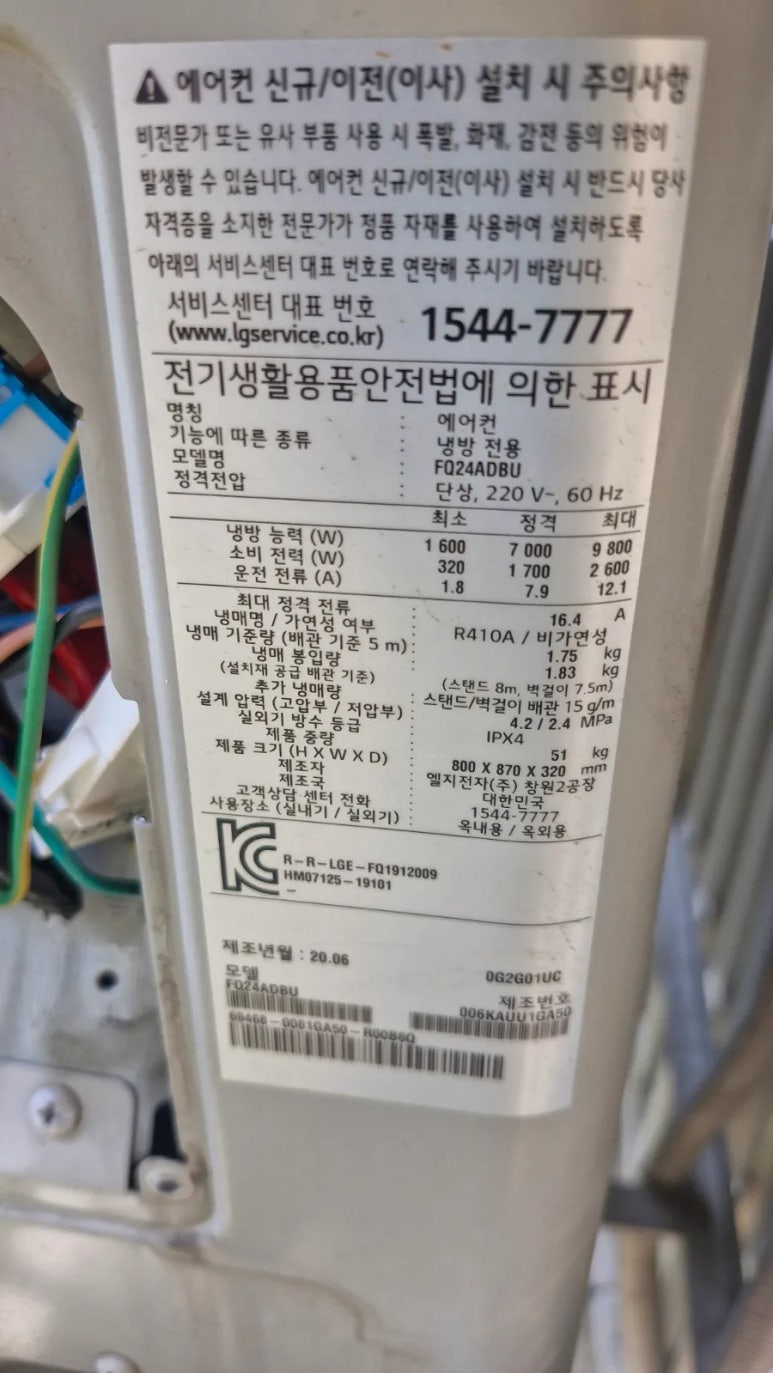 ⚠ 에어컨 신규/이전(이사) 설치 시 주의사항
비전문가 또는 유사 부품 사용 시 폭발, 화재, 감전 등의 위험이
발생할 수 있습니다. 에어컨 신규/이전(이사) 설치 시 반드시 당사
자격증을 소지한 전문가가 정품 자재를 사용하여 설치하도록
아래의 서비스센터 대표 번호로 연락해 주시기 바랍니다.
서비스센터 대표 번호
(www.lgservice.co.kr) 1544-7777
전기생활용품안전법에 의한 표시
명칭 : 에어컨
기능에 따른 종류 : 냉방 전용
모델명 : FQ24ADBU
정격전압 : 단상, 220 V~, 60 Hz
최소 정격 최대
냉방 능력 (W) 1 600 7 000 9 800
소비 전력 (W) 320 1 700 2 600
운전 전류 (A) 1.8 7.9 12.1
최대 정격 전류 : 16.4 A
냉매명 / 가연성 여부 : R410A / 비가연성
냉매 기준량 (배관 기준 5 m) : 1.75 kg
냉매 봉입량 : 1.83 kg
(설치재 공급 배관 기준) (스탠드 8m, 벽걸이 7.5m)
추가 냉매량 : 스탠드/벽걸이 배관 15 g/m
설계 압력 (고압부 / 저압부) : 4.2 / 2.4 MPa
실외기 방수 등급 : IPX4
제품 중량 : 51 kg
제품 크기 (H X W X D) : 800 X 870 X 320 mm
제조자 : 엘지전자(주) 창원2공장
제조국 : 대한민국
고객상담 센터 전화 : 1544-7777
사용장소 (실내기 / 실외기) : 옥내용 / 옥외용
KC R-R-LGE-FQ1912009
HM07125-19101
–
제조년월 : 20.06
모델 0G2G01UC
FQ24ADBU 제조번호
006KAUU1GA50